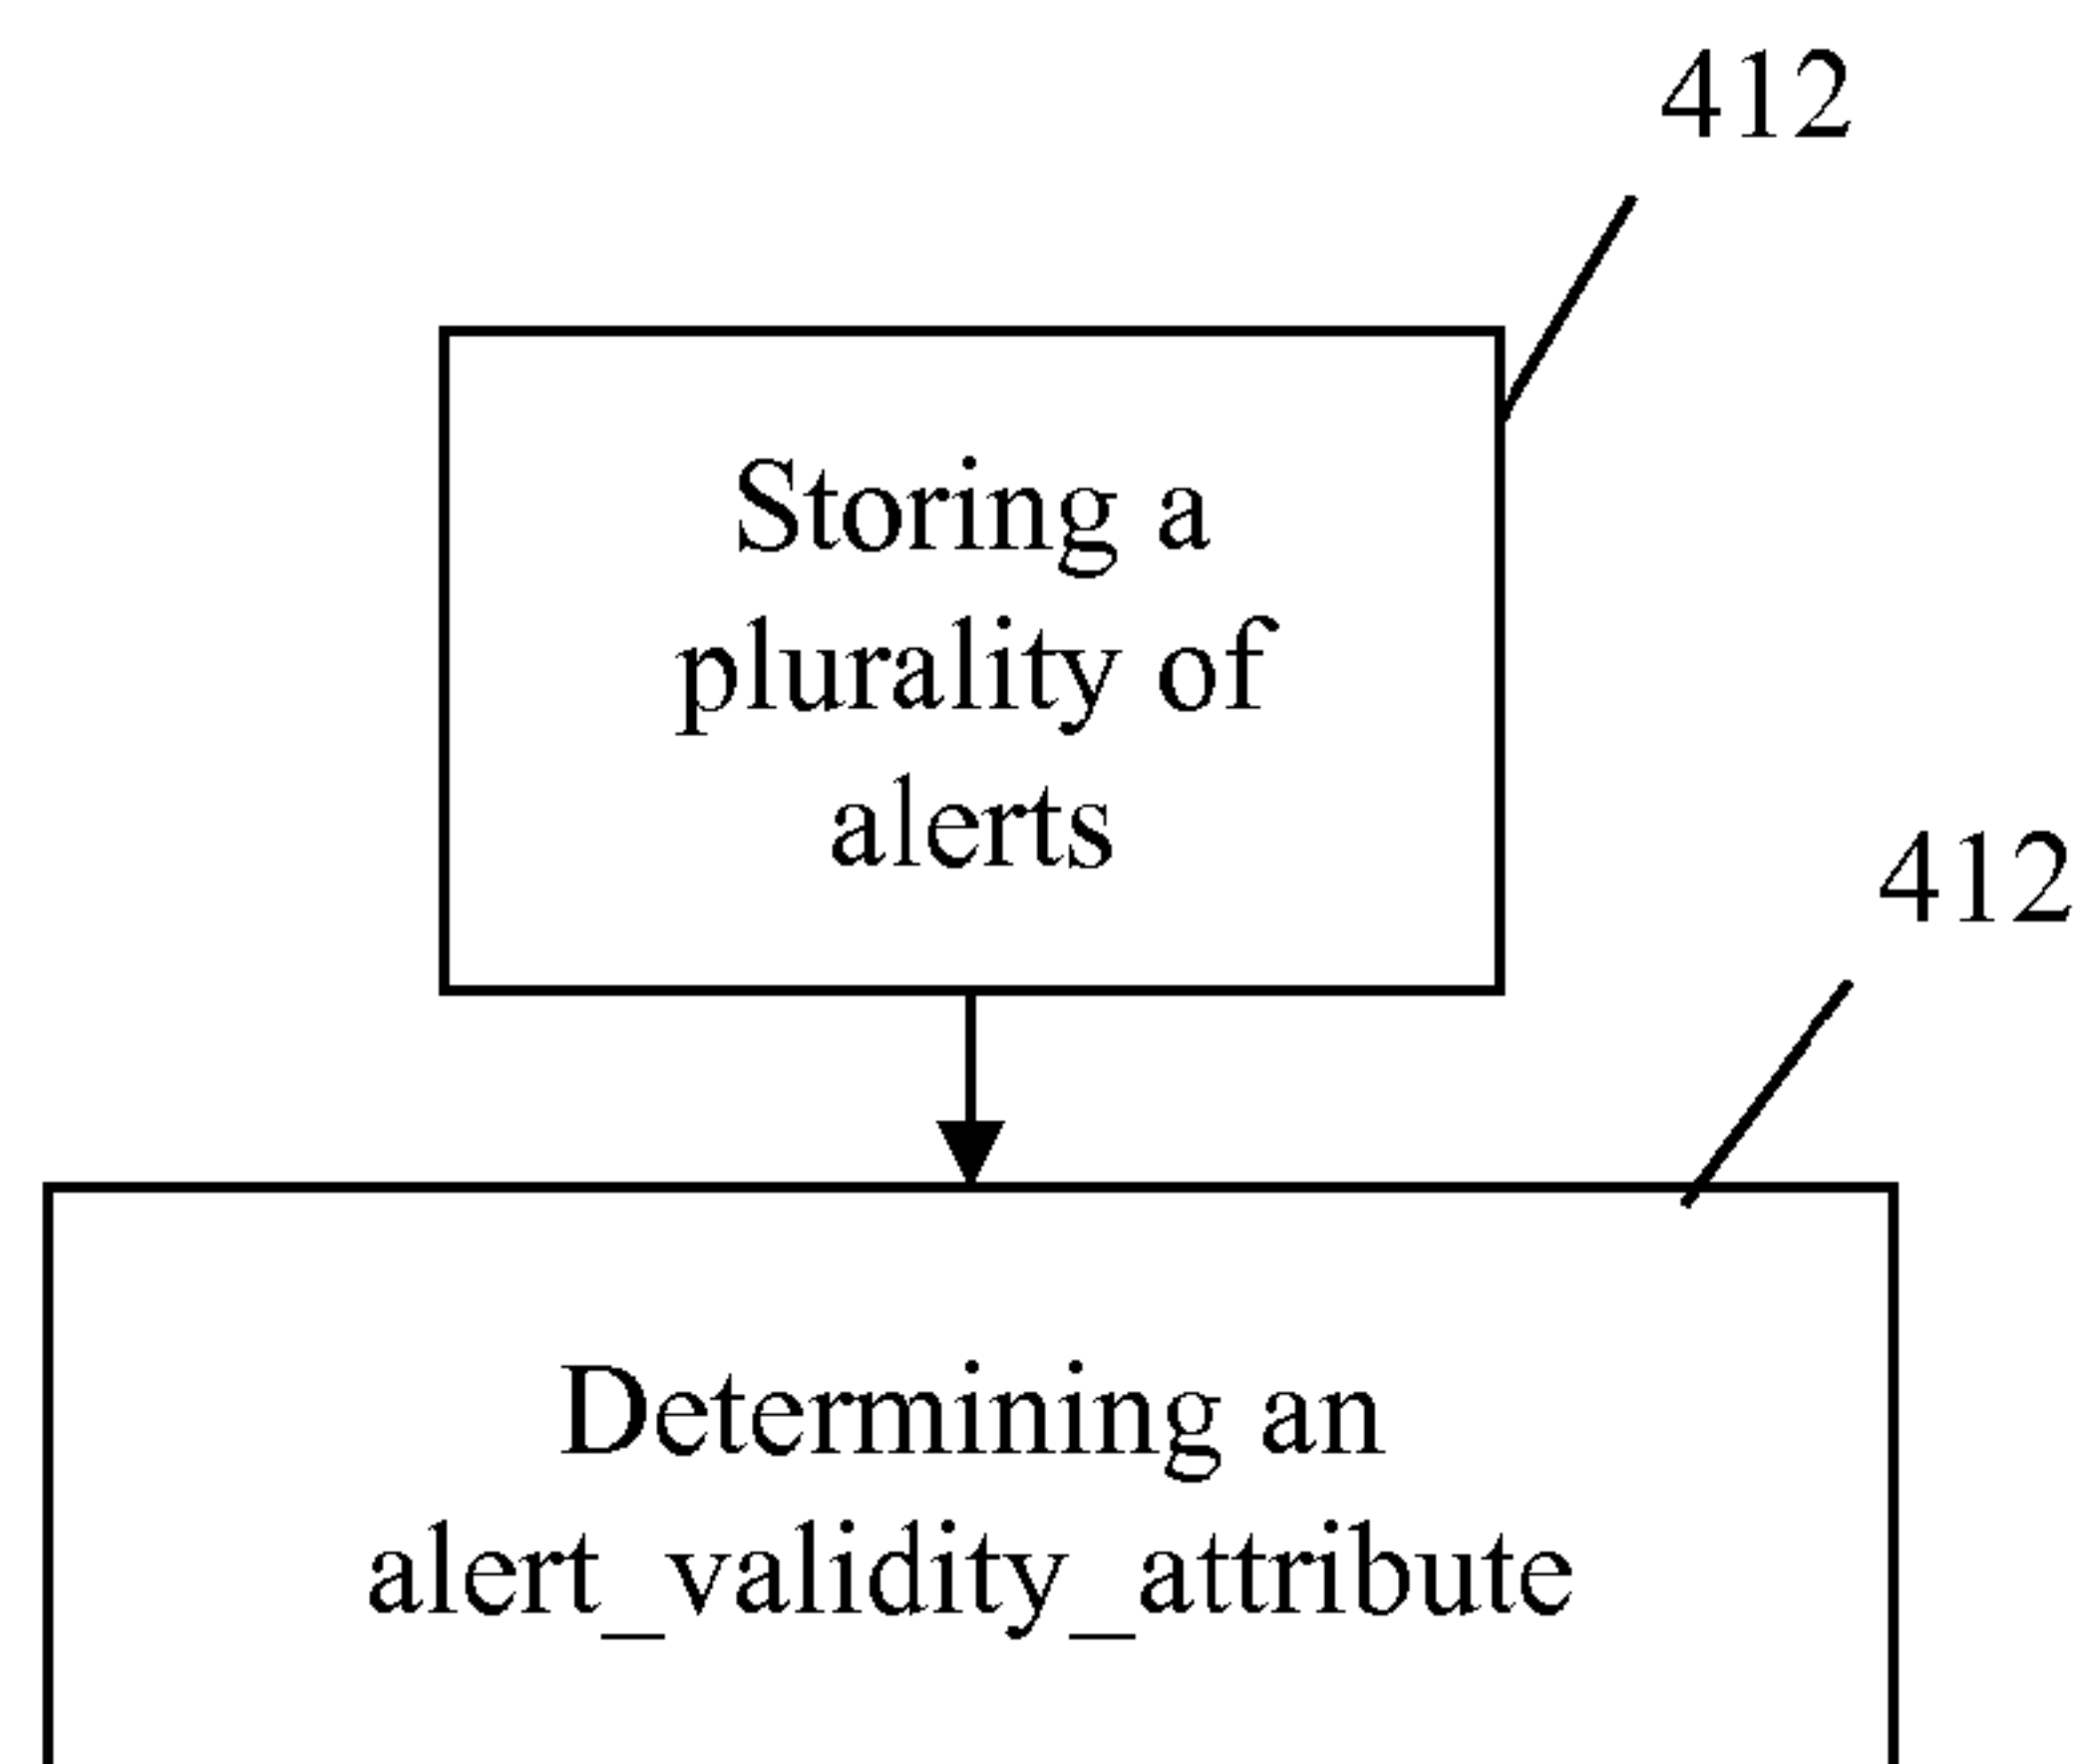 412
Storing a
plurality of
alerts
412
Determining an
alert_validity_attribute